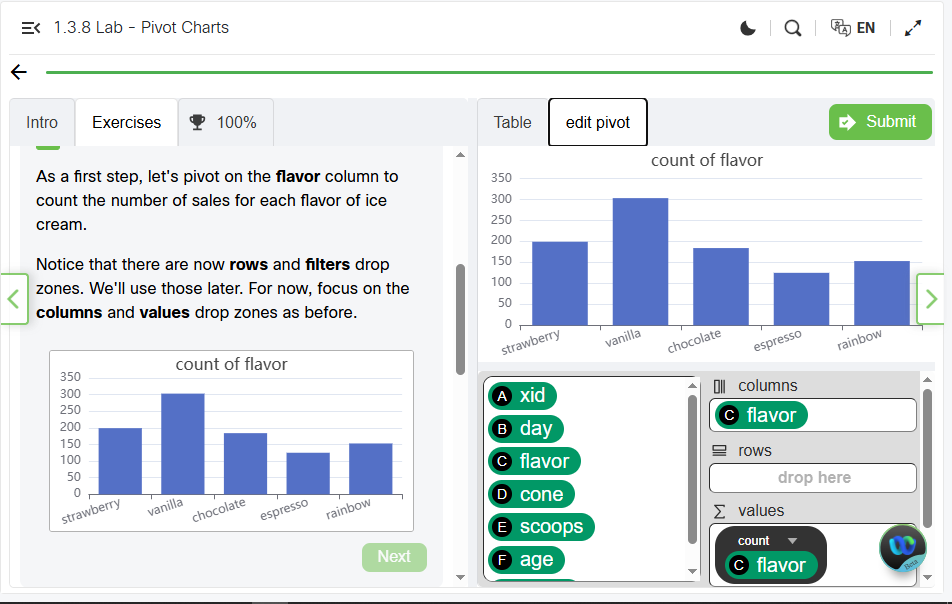 1.3.8 Lab - Pivot Charts
EN
Intro
Exercises
100%
As a first step, let's pivot on the flavor column to
count the number of sales for each flavor of ice
cream.
Notice that there are now rows and filters drop
zones. We'll use those later. For now, focus on the
columns and values drop zones as before.
count of flavor
350
300
250
200
150
100
50
0
strawberry
vanilla
chocolate
espresso
rainbow
Next
Table
edit pivot
Submit
count of flavor
350
300
250
200
150
100
50
0
strawberry
vanilla
chocolate
espresso
rainbow
A xid
B day
C flavor
D cone
E scoops
F age
columns
C flavor
rows
drop here
Σ values
count
C flavor
Beta